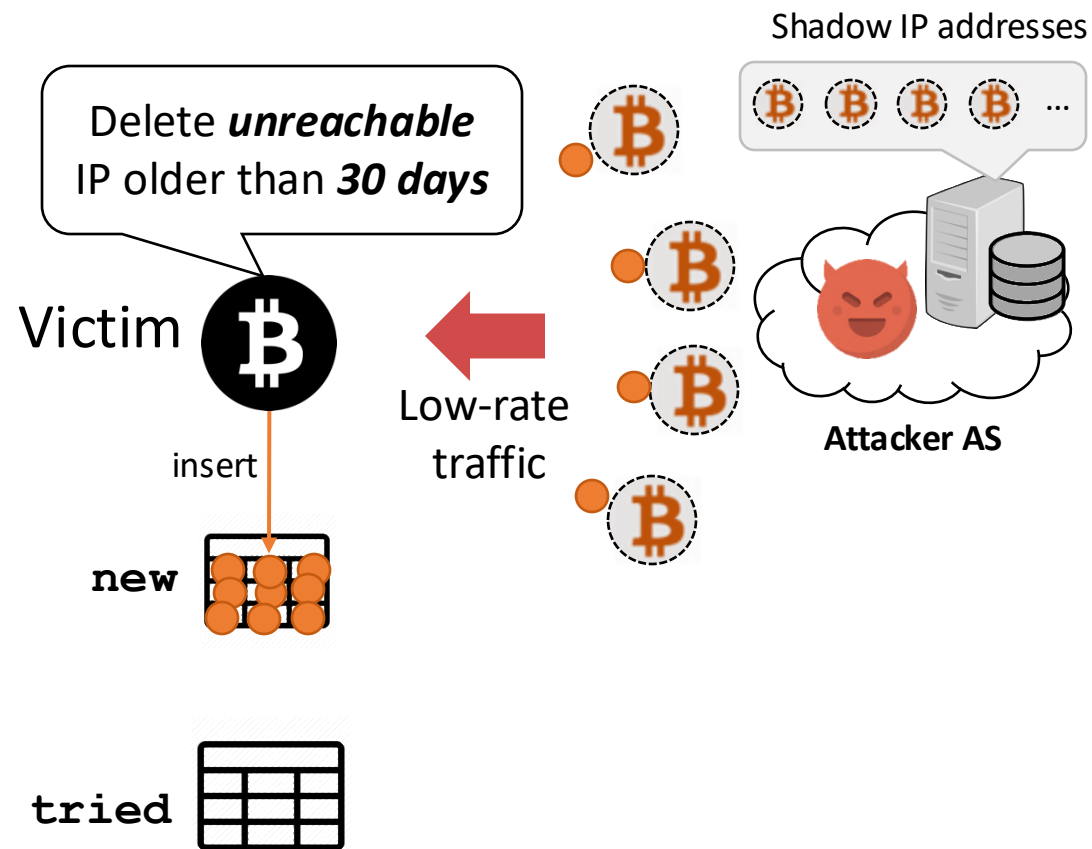 Shadow IP addresses
...
Delete unreachable
IP older than 30 days
Victim
Low-rate
traffic
Attacker AS
insert
new
tried